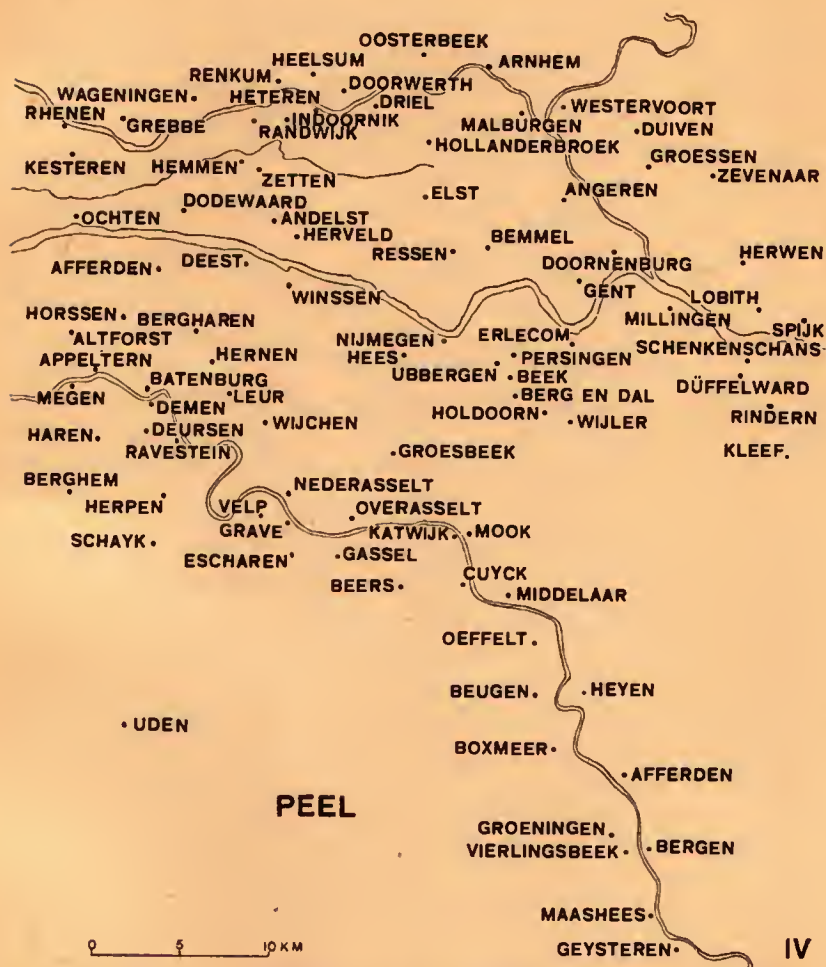 OOSTERBEEK
HEELSUM
ARNHEM
RENKUM
DOORWERTH
WAGENINGEN
HETEREN
DRIEL
WESTERVOORT
RHENEN
GREBBE
INDOORNIK
RANDWIJK
MALBURGEN
DUIVEN
HOLLANDERBROEK
KESTEREN
HEMMEN
GROESSEN
ZETTEN
ZEVENAAR
DODEWAARD
ELST
ANGEREN
OCHTEN
ANDELST
HERVELD
RESSEN
BEMMEL
AFFERDEN
DEEST
DOORNENBURG
HERWEN
WINSSEN
GENT
LOBITH
HORSSEN
BERGHAREN
MILLINGEN
SPIJK
ALTFORST
NIJMEGEN
ERLECOM
APPELTERN
HERNEN
HEES
PERSINGEN
SCHENKENSCHANS
UBBERGEN
BEEK
MEGEN
BATENBURG
LEUR
BERG EN DAL
DÜFFELWARD
DEMEN
HOLDOORN
RINDERN
HAREN
DEURSEN
WIJCHEN
WIJLER
RAVESTEIN
GROESBEEK
KLEEF
BERGHEM
NEDERASSELT
HERPEN
VELP
OVERASSELT
GRAVE
KATWIJK
MOOK
SCHAYK
ESCHAREN
GASSEL
BEERS
CUYCK
MIDDELAAR
OEFFELT
BEUGEN
HEYEN
UDEN
BOXMEER
AFFERDEN
PEEL
GROENINGEN
VIERLINGSBEEK
BERGEN
MAASHEES
0 5 10 KM
GEYSTEREN
IV